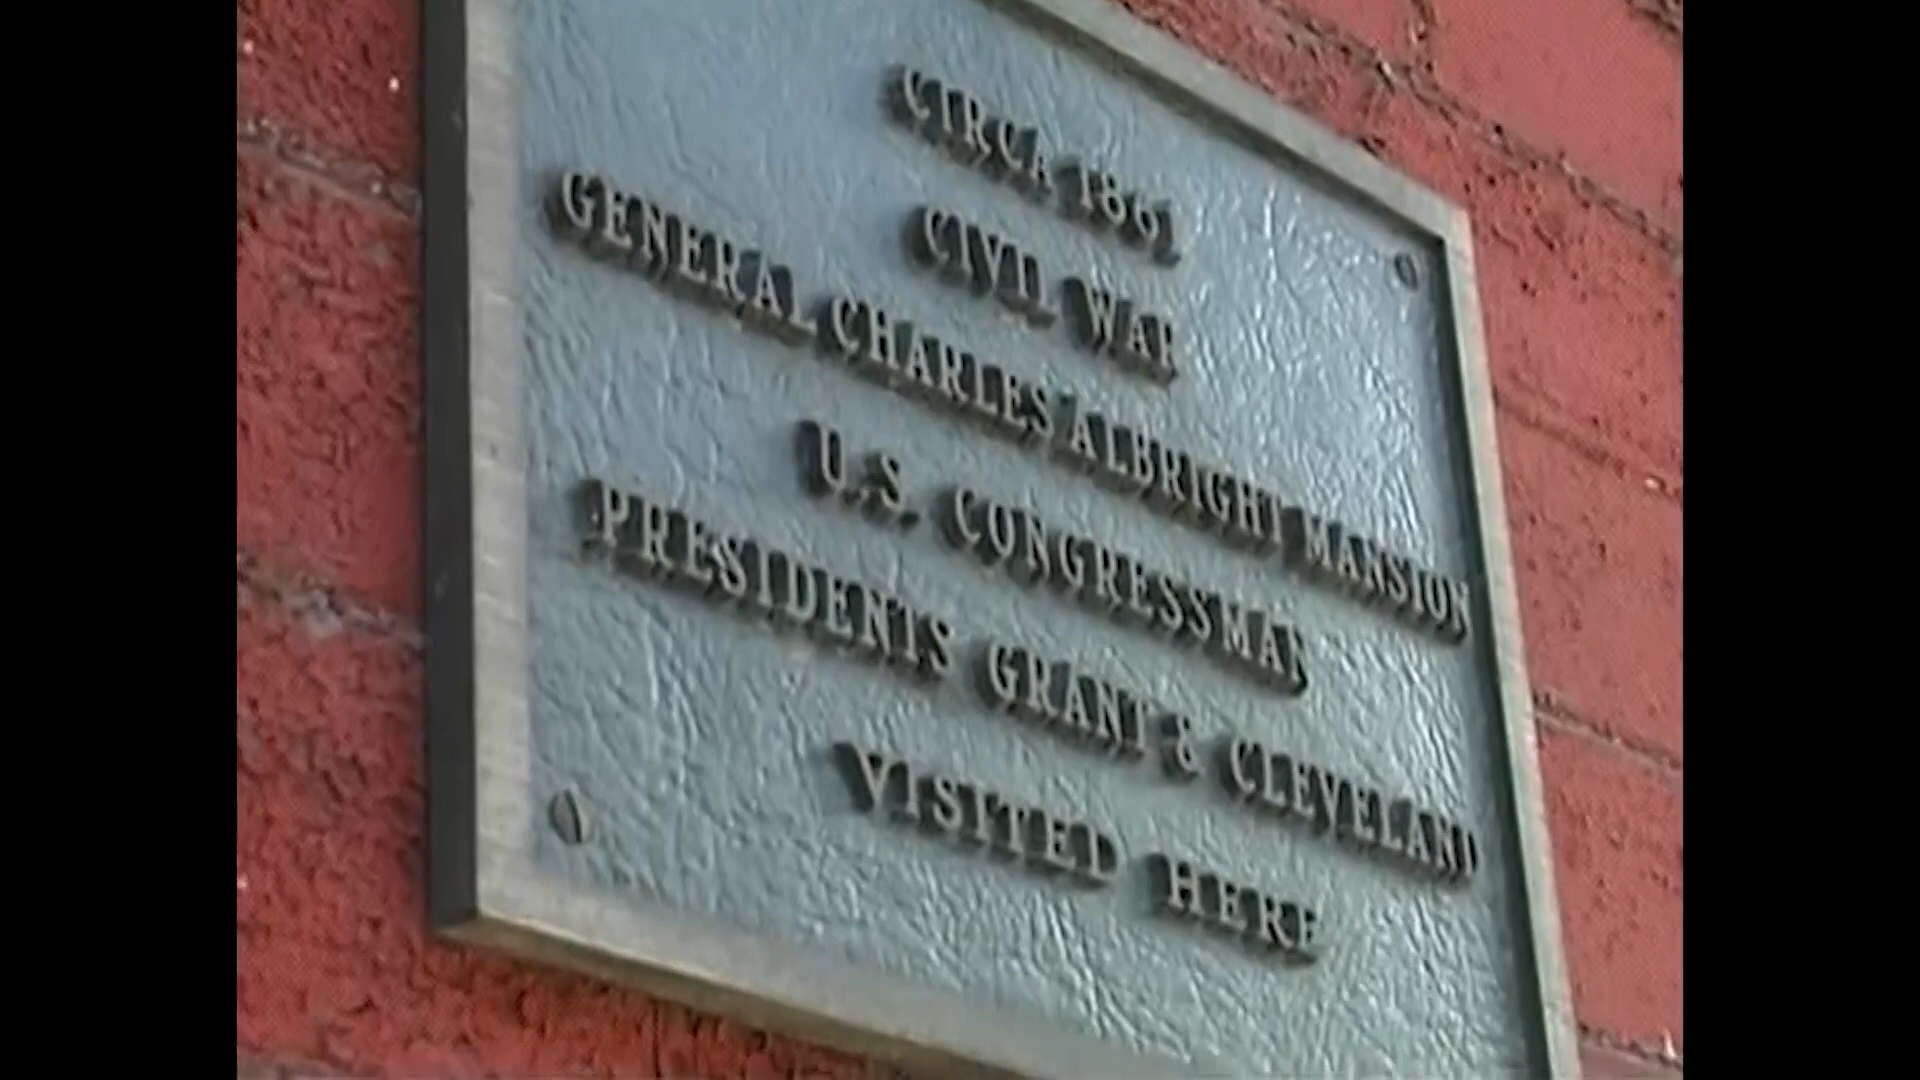 CIRCA 1861
CIVIL WAR
GENERAL CHARLES ALBRIGHT MANSION
U.S. CONGRESSMAN
PRESIDENTS GRANT & CLEVELAND
VISITED HERE